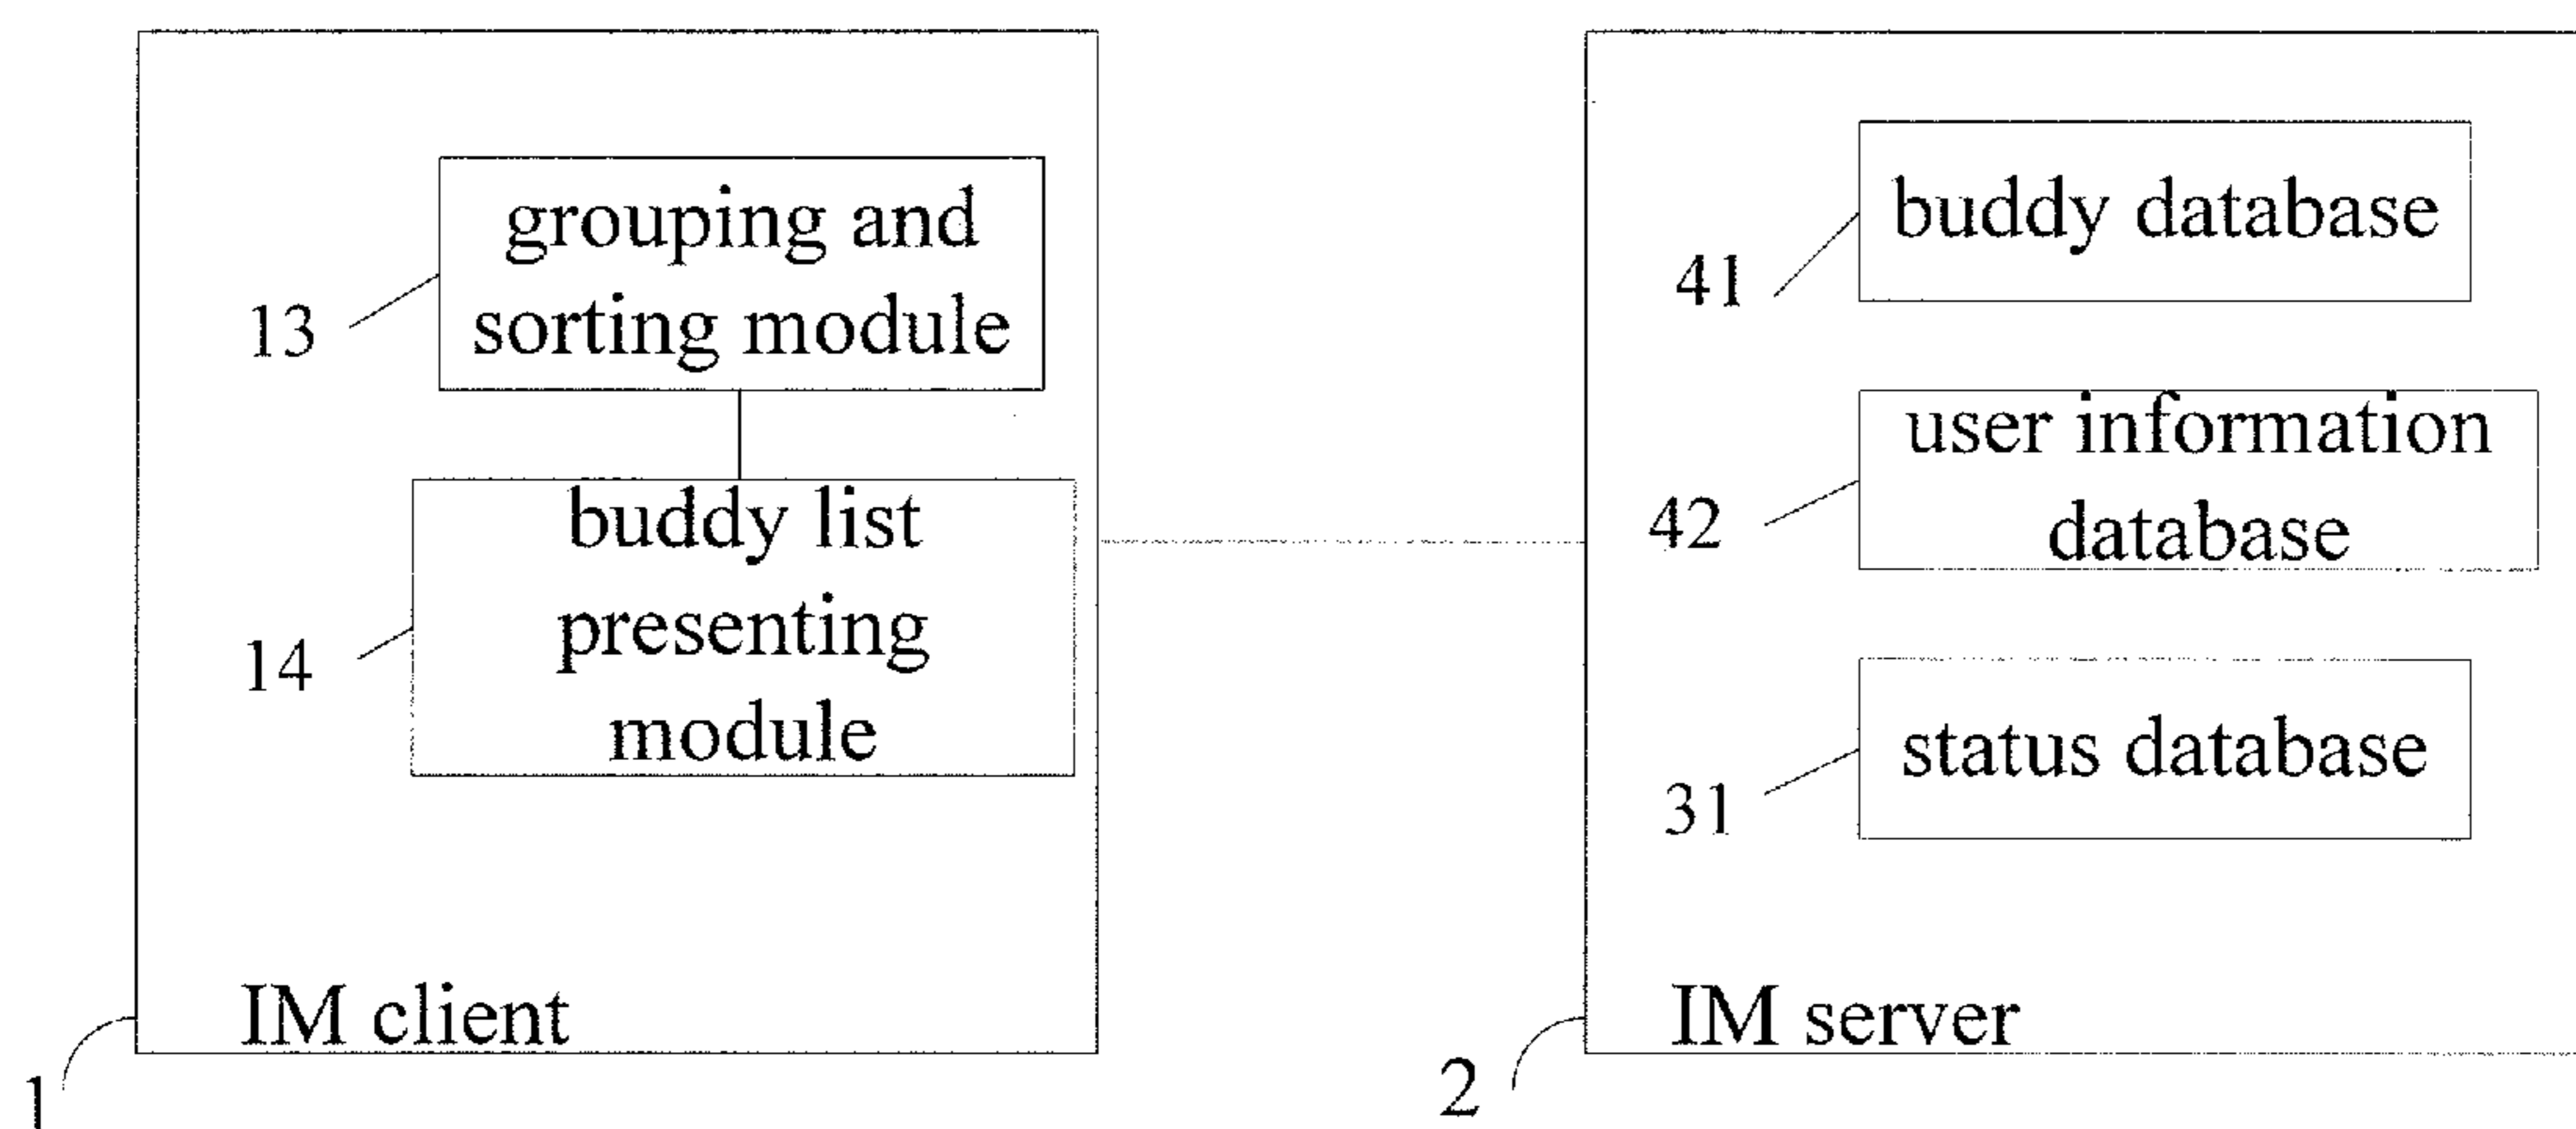 grouping and
sorting module
13
buddy list
presenting
module
14
IM client
1
buddy database
41
user information
database
42
status database
31
IM server
2